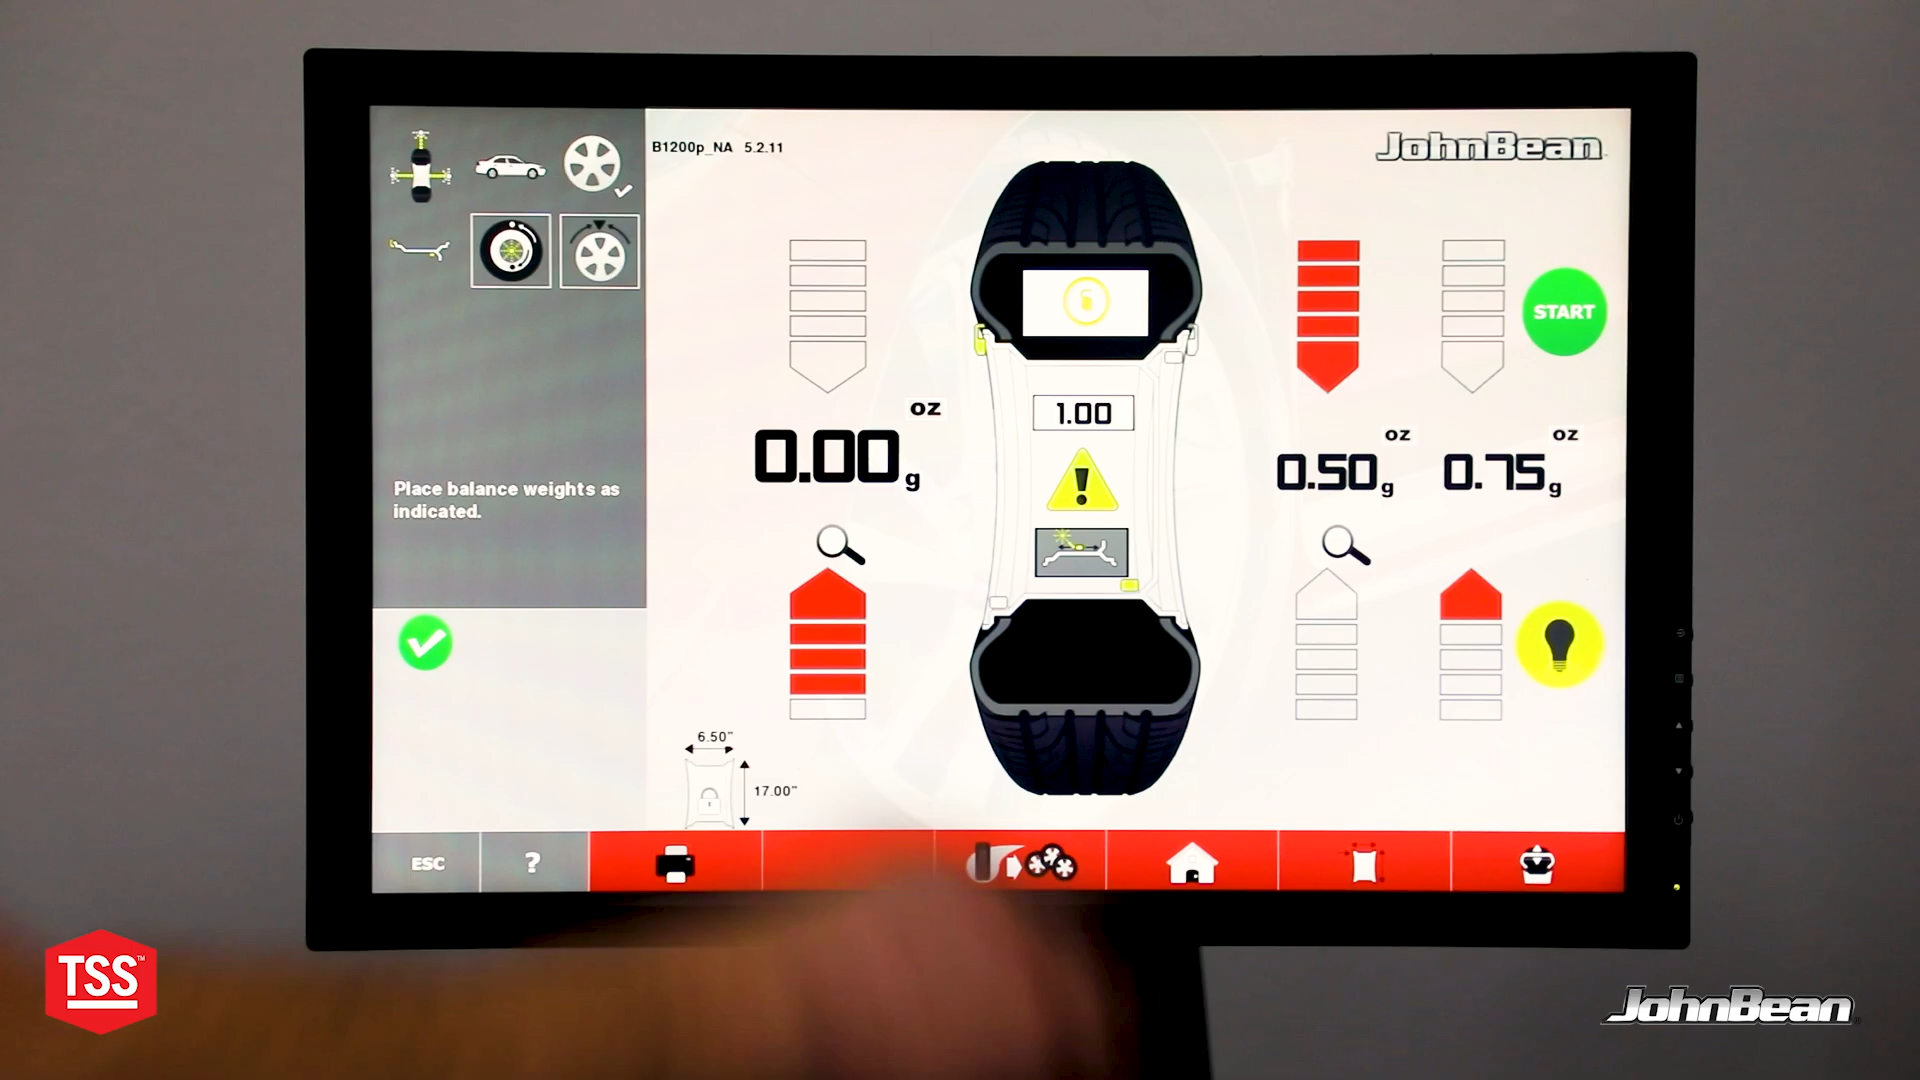 B1200p_NA 5.2.11
JohnBean
START
oz
0.00 g
1.00
oz
0.50 g
oz
0.75 g
Place balance weights as
indicated.
6.50"
17.00"
ESC
?
TSS™
JohnBean